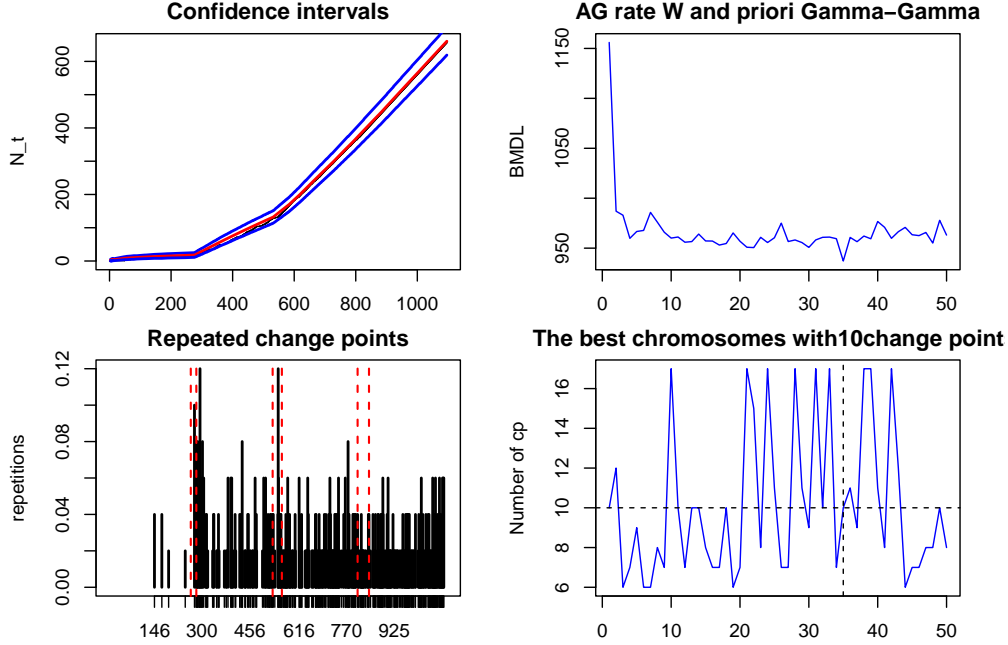 Confidence intervals
N_t
600
400
200
0
0 200 400 600 800 1000
AG rate W and priori Gamma−Gamma
BMDL
1150
1050
950
0 10 20 30 40 50
Repeated change points
repetitions
0.12
0.08
0.04
0.00
146 300 456 616 770 925
The best chromosomes with10change point
Number of cp
16
14
12
10
8
6
0 10 20 30 40 50